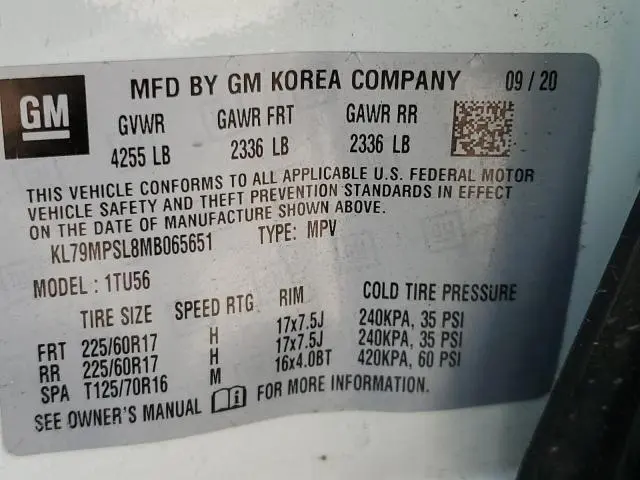 GM
MFD BY GM KOREA COMPANY 09 / 20
GVWR GAWR FRT GAWR RR
4255 LB 2336 LB 2336 LB
THIS VEHICLE CONFORMS TO ALL APPLICABLE U.S. FEDERAL MOTOR
VEHICLE SAFETY AND THEFT PREVENTION STANDARDS IN EFFECT
ON THE DATE OF MANUFACTURE SHOWN ABOVE.
KL79MPSL8MB065651 TYPE: MPV
MODEL : 1TU56
TIRE SIZE SPEED RTG RIM COLD TIRE PRESSURE
FRT 225/60R17 H 17x7.5J 240KPA, 35 PSI
RR 225/60R17 H 17x7.5J 240KPA, 35 PSI
SPA T125/70R16 M 16x4.0BT 420KPA, 60 PSI
SEE OWNER'S MANUAL FOR MORE INFORMATION.